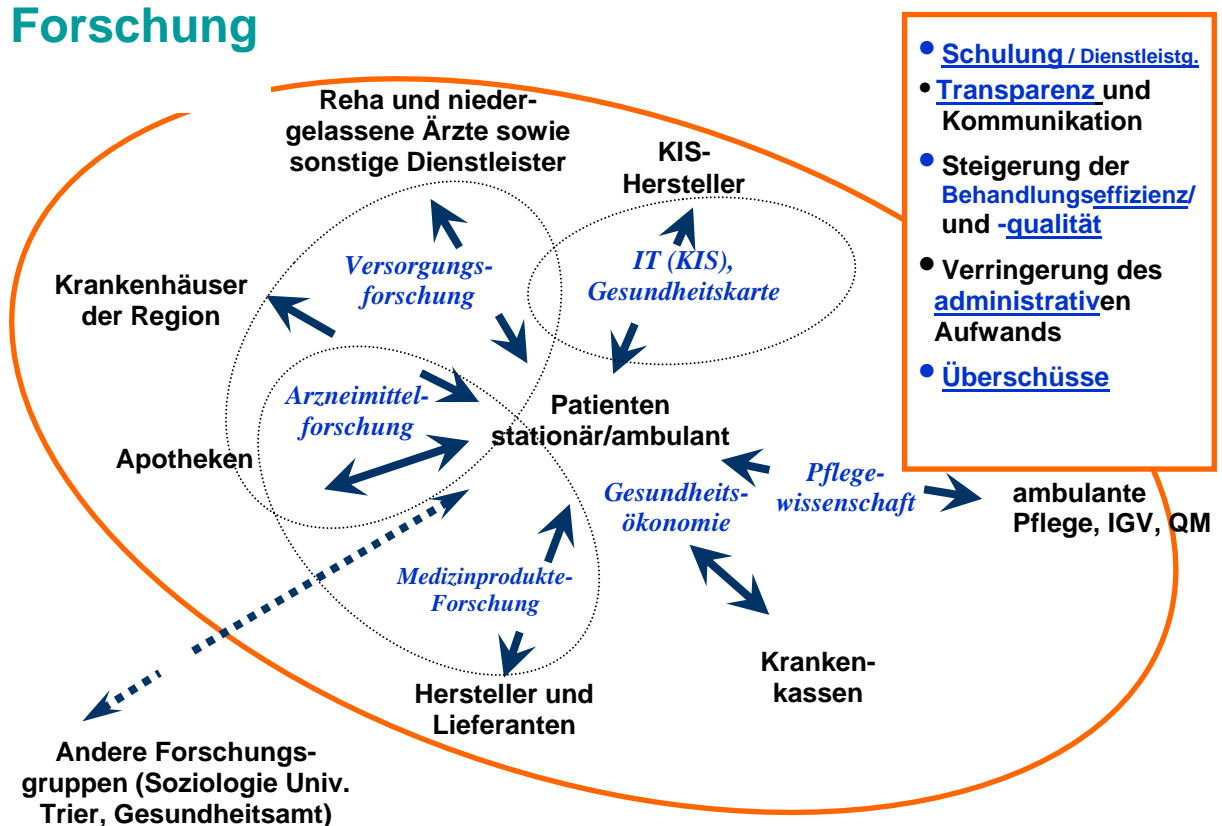 Forschung
Reha und nieder-
gelassene Ärzte sowie
sonstige Dienstleister
KIS-
Hersteller
Versorgungs-
forschung
IT (KIS),
Gesundheitskarte
Krankenhäuser
der Region
Arzneimittel-
forschung
Patienten
stationär/ambulant
Apotheken
Gesundheits-
ökonomie
Pflege-
wissenschaft
ambulante
Pflege, IGV, QM
Medizinprodukte-
Forschung
Kranken-
kassen
Hersteller und
Lieferanten
Andere Forschungs-
gruppen (Soziologie Univ.
Trier, Gesundheitsamt)
• Schulung / Dienstleistg.
• Transparenz und
Kommunikation
• Steigerung der
Behandlungseffizienz/
und -qualität
• Verringerung des
administrativen
Aufwands
• Überschüsse